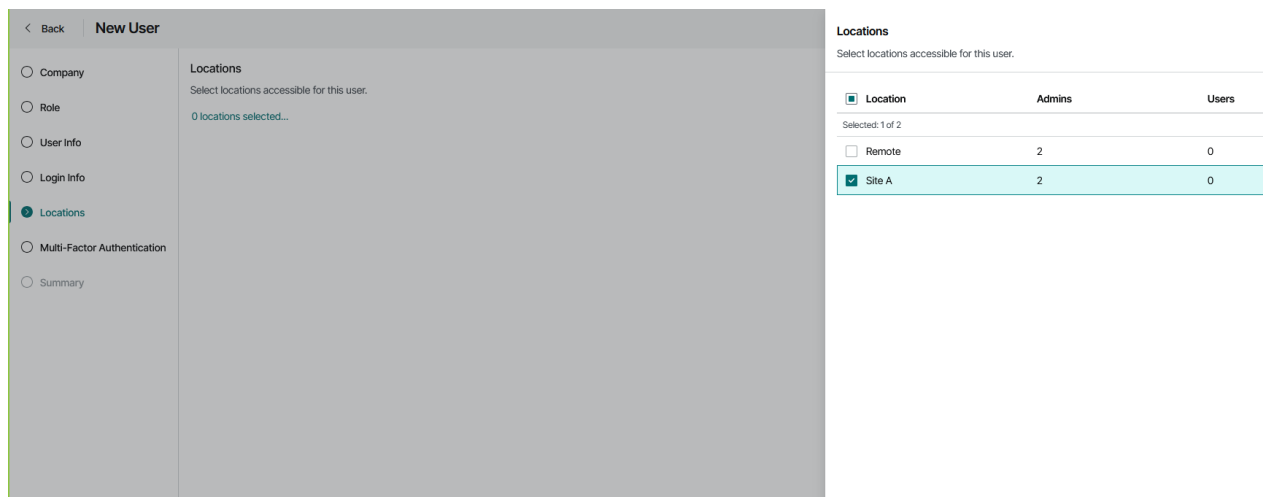 Back New User
Company
Role
User Info
Login Info
Locations
Multi-Factor Authentication
Summary
Locations
Select locations accessible for this user.
0 locations selected...
Locations
Select locations accessible for this user.
Location Admins Users
Selected: 1 of 2
Remote 2 0
Site A 2 0